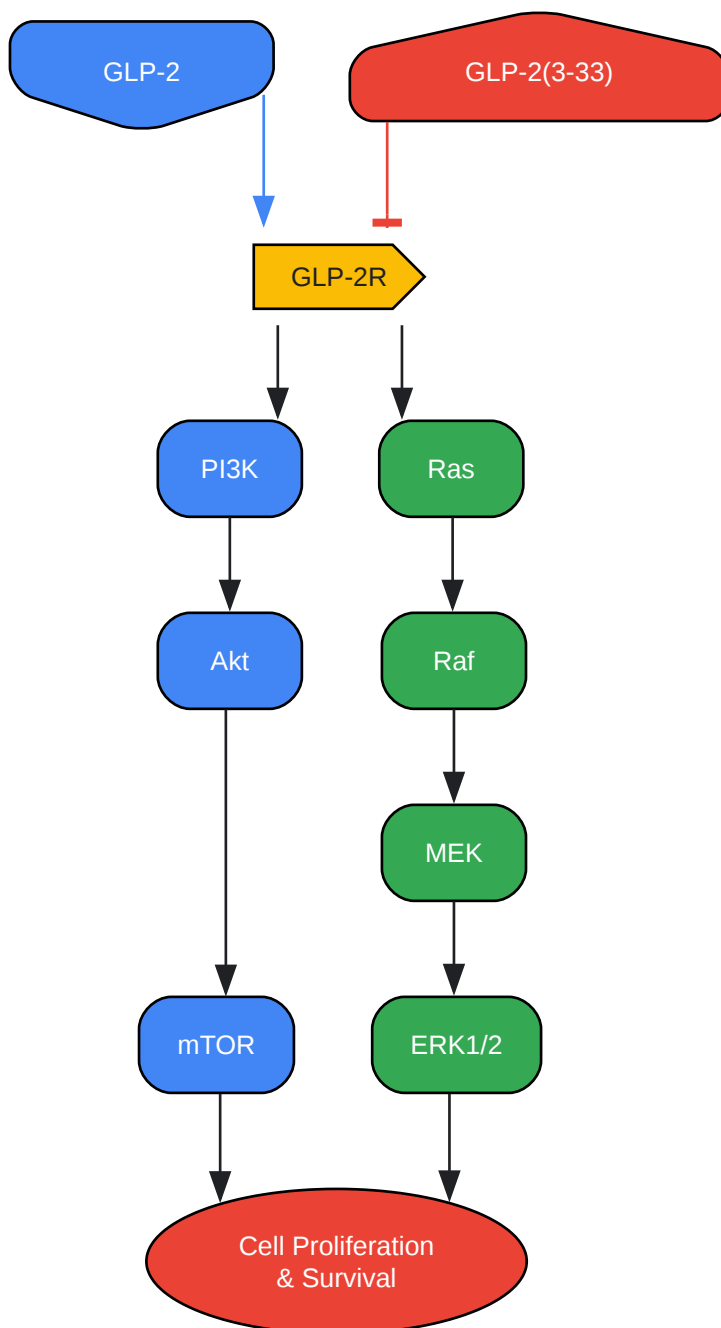 GLP-2
GLP-2(3-33)
GLP-2R
PI3K
Ras
Akt
Raf
MEK
mTOR
ERK1/2
Cell Proliferation
& Survival